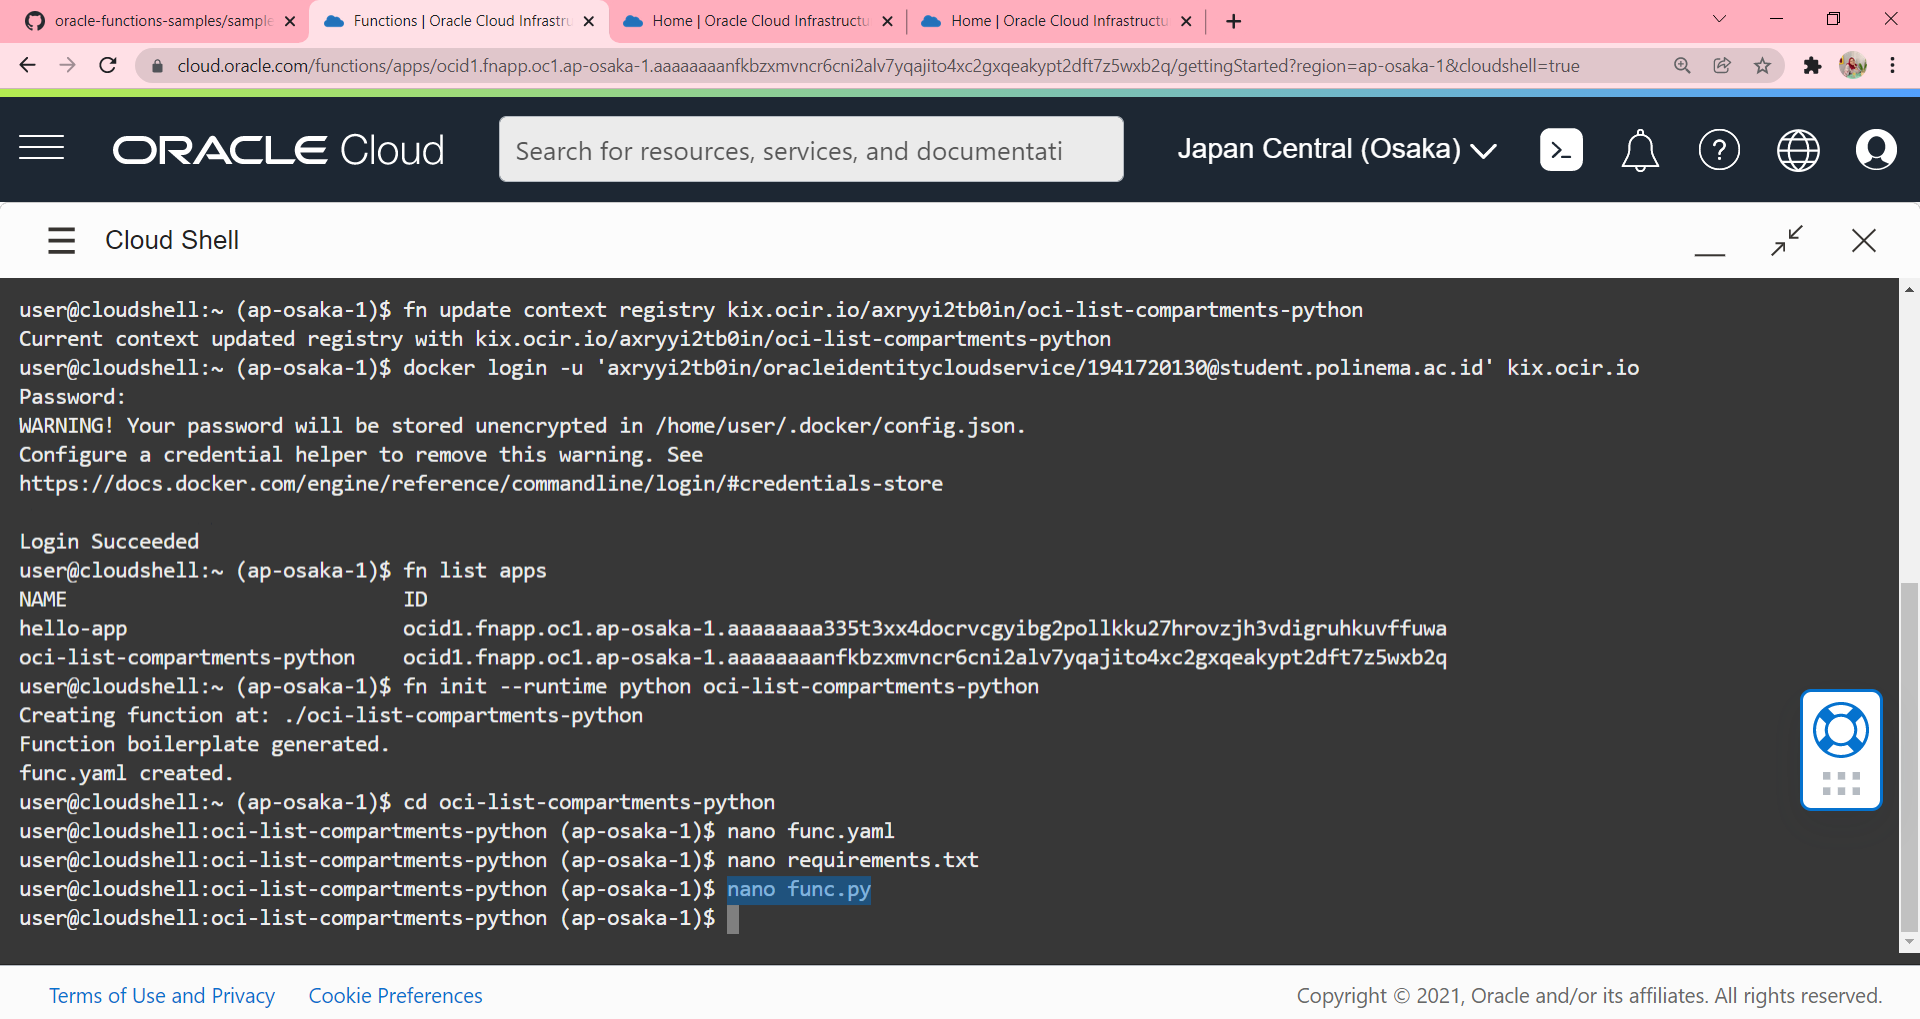 oracle-functions-samples/sample
Functions | Oracle Cloud Infrastru
Home | Oracle Cloud Infrastructu
Home | Oracle Cloud Infrastructu
cloud.oracle.com/functions/apps/ocid1.fnapp.oc1.ap-osaka-1.aaaaaaaanfkbzxmvncr6cni2alv7yqajito4xc2gxqeakypt2dft7z5wxb2q/gettingStarted?region=ap-osaka-1&cloudshell=true
ORACLE Cloud
Search for resources, services, and documentati
Japan Central (Osaka)
Cloud Shell
user@cloudshell:~ (ap-osaka-1)$ fn update context registry kix.ocir.io/axryyi2tb0in/oci-list-compartments-python
Current context updated registry with kix.ocir.io/axryyi2tb0in/oci-list-compartments-python
user@cloudshell:~ (ap-osaka-1)$ docker login -u 'axryyi2tb0in/oracleidentitycloudservice/1941720130@student.polinema.ac.id' kix.ocir.io
Password:
WARNING! Your password will be stored unencrypted in /home/user/.docker/config.json.
Configure a credential helper to remove this warning. See
https://docs.docker.com/engine/reference/commandline/login/#credentials-store
Login Succeeded
user@cloudshell:~ (ap-osaka-1)$ fn list apps
NAME ID
hello-app ocid1.fnapp.oc1.ap-osaka-1.aaaaaaaa335t3xx4docrvcgyibg2pollkku27hrovzjh3vdigruhkuvffuwa
oci-list-compartments-python ocid1.fnapp.oc1.ap-osaka-1.aaaaaaaanfkbzxmvncr6cni2alv7yqajito4xc2gxqeakypt2dft7z5wxb2q
user@cloudshell:~ (ap-osaka-1)$ fn init --runtime python oci-list-compartments-python
Creating function at: ./oci-list-compartments-python
Function boilerplate generated.
func.yaml created.
user@cloudshell:~ (ap-osaka-1)$ cd oci-list-compartments-python
user@cloudshell:oci-list-compartments-python (ap-osaka-1)$ nano func.yaml
user@cloudshell:oci-list-compartments-python (ap-osaka-1)$ nano requirements.txt
user@cloudshell:oci-list-compartments-python (ap-osaka-1)$ nano func.py
user@cloudshell:oci-list-compartments-python (ap-osaka-1)$
Terms of Use and Privacy
Cookie Preferences
Copyright © 2021, Oracle and/or its affiliates. All rights reserved.